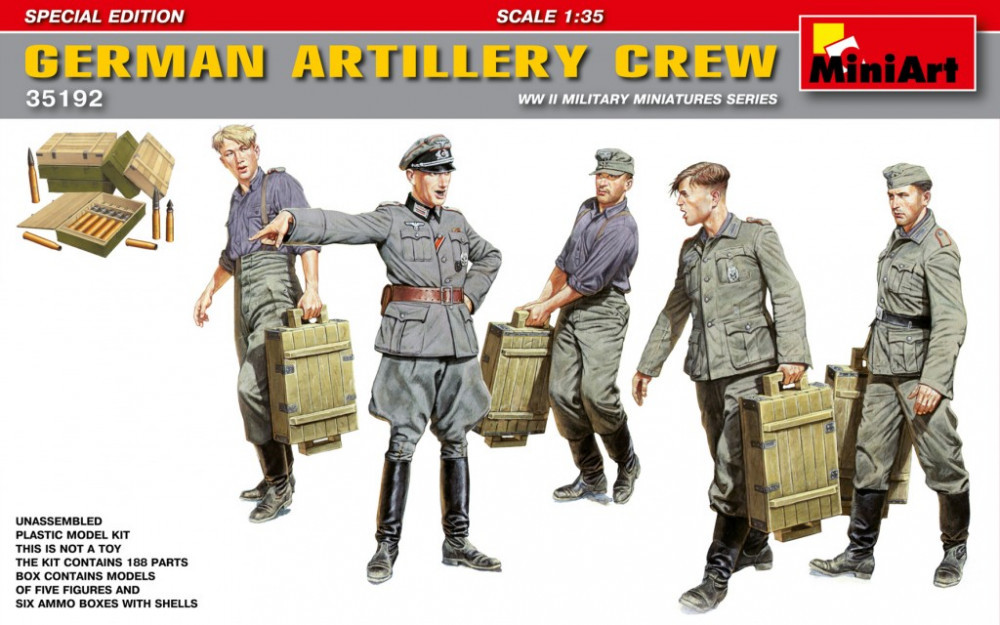 SPECIAL EDITION
SCALE 1:35
GERMAN ARTILLERY CREW
MiniArt
35192
WW II MILITARY MINIATURES SERIES
UNASSEMBLED
PLASTIC MODEL KIT
THIS IS NOT A TOY
THE KIT CONTAINS 188 PARTS
BOX CONTAINS MODELS
OF FIVE FIGURES AND
SIX AMMO BOXES WITH SHELLS